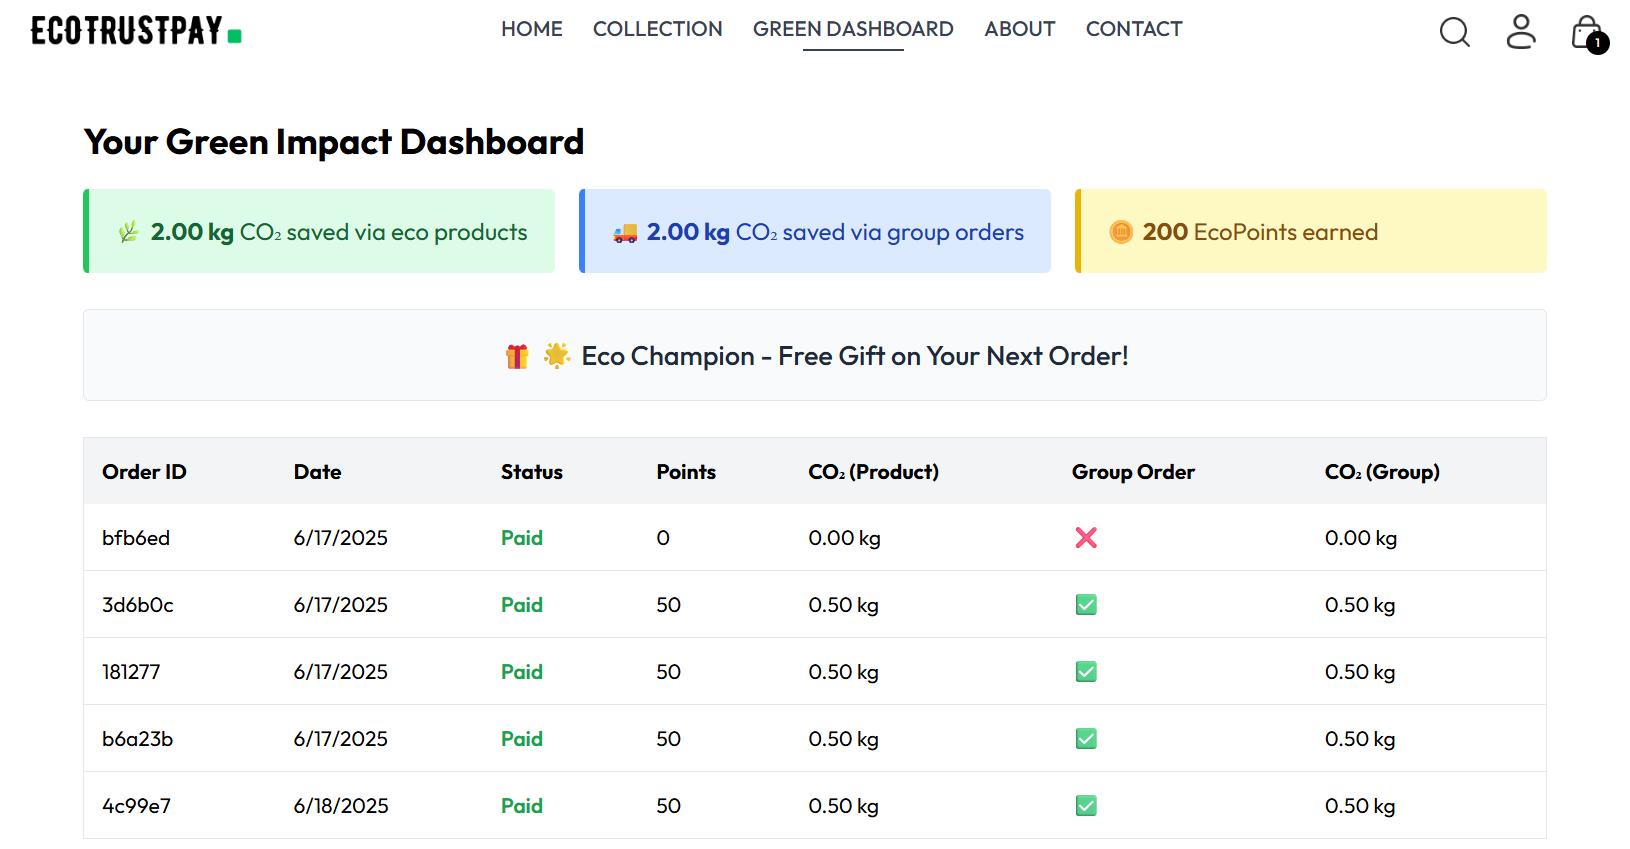 ECOTRUSTPAY
HOME COLLECTION GREEN DASHBOARD ABOUT CONTACT
1
Your Green Impact Dashboard
2.00 kg CO₂ saved via eco products
2.00 kg CO₂ saved via group orders
200 EcoPoints earned
Eco Champion - Free Gift on Your Next Order!
Order ID Date Status Points CO₂ (Product) Group Order CO₂ (Group)
bfb6ed 6/17/2025 Paid 0 0.00 kg ❌ 0.00 kg
3d6b0c 6/17/2025 Paid 50 0.50 kg ✅ 0.50 kg
181277 6/17/2025 Paid 50 0.50 kg ✅ 0.50 kg
b6a23b 6/17/2025 Paid 50 0.50 kg ✅ 0.50 kg
4c99e7 6/18/2025 Paid 50 0.50 kg ✅ 0.50 kg